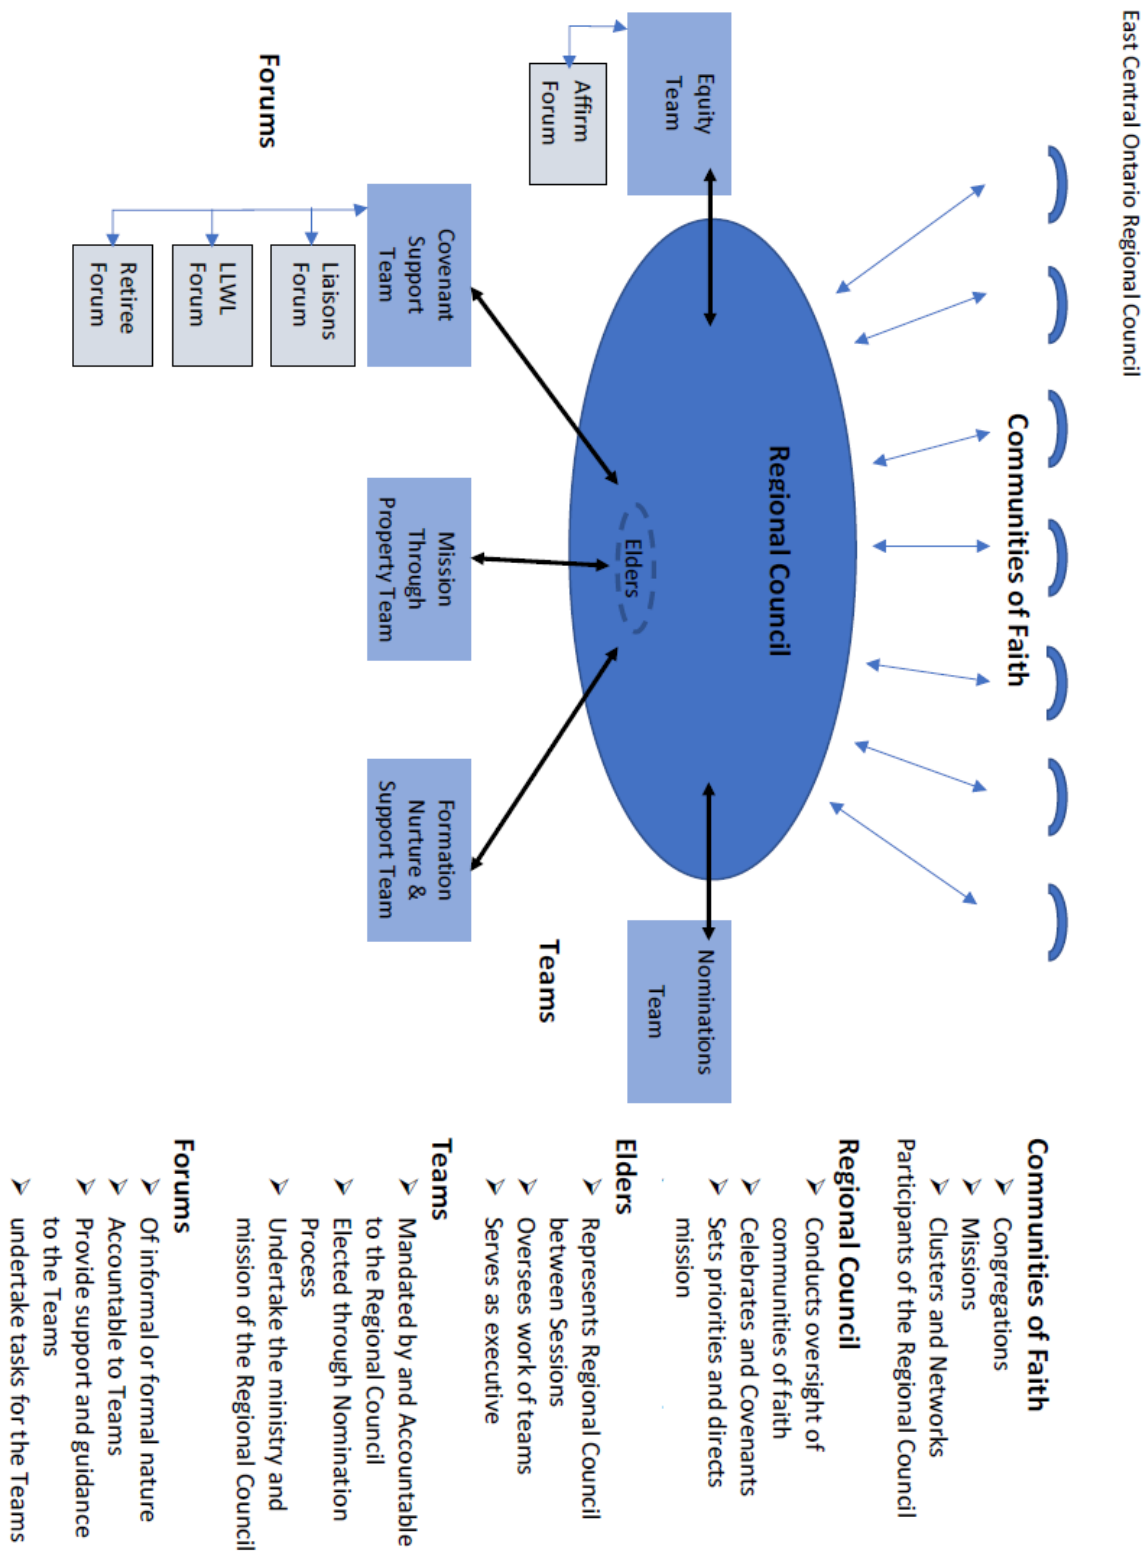 East Central Ontario Regional Council
Communities of Faith
Regional Council
Elders
Equity
Team
Affirm
Forum
Nominations
Team
Teams
Covenant
Support
Team
Mission
Through
Property Team
Formation
Nurture &
Support Team
Forums
Liaisons
Forum
LLWL
Forum
Retiree
Forum
Communities of Faith
➢ Congregations
➢ Missions
➢ Clusters and Networks
Participants of the Regional Council
Regional Council
➢ Conducts oversight of
communities of faith
➢ Celebrates and Covenants
➢ Sets priorities and directs
mission
Elders
➢ Represents Regional Council
between Sessions
➢ Oversees work of teams
➢ Serves as executive
Teams
➢ Mandated by and Accountable
to the Regional Council
➢ Elected through Nomination
Process
➢ Undertake the ministry and
mission of the Regional Council
Forums
➢ Of informal or formal nature
➢ Accountable to Teams
➢ Provide support and guidance
to the Teams
➢ undertake tasks for the Teams